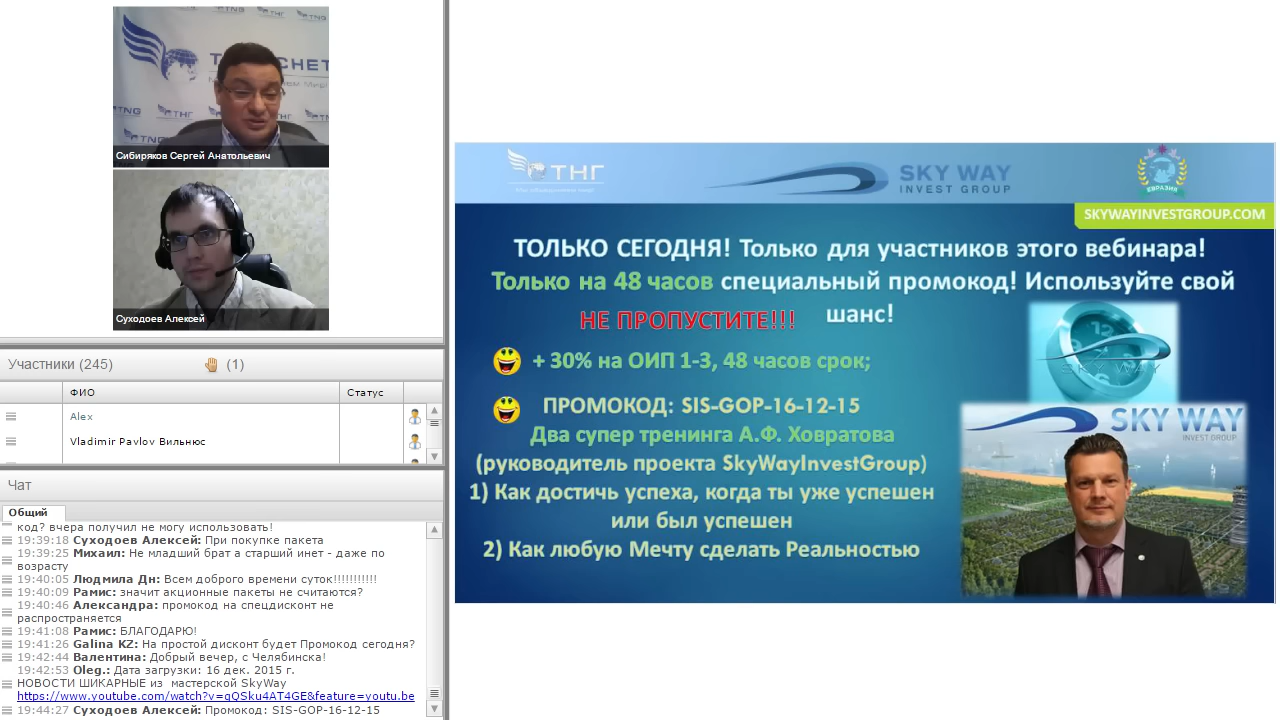 Сибиряков Сергей Анатольевич
Суходоев Алексей
Участники (245)
(1)
ФИО
Статус
Alex
Vladimir Pavlov Вильнюс
Чат
Общий
код? вчера получил не могу использовать!
19:39:18 Суходоев Алексей: При покупке пакета
19:39:25 Михаил: Не младший брат а старший инет - даже по
возрасту
19:40:05 Людмила Дн: Всем доброго времени суток!!!!!!!!!!!
19:40:09 Рамис: значит акционные пакеты не считаются?
19:40:46 Александра: промокод на спецдисконт не
распространяется
19:41:08 Рамис: БЛАГОДАРЮ!
19:41:26 Galina KZ: На простой дисконт будет Промокод сегодня?
19:42:44 Валентина: Добрый вечер, с Челябинска!
19:42:53 Oleg.: Дата загрузки: 16 дек. 2015 г.
НОВОСТИ ШИКАРНЫЕ из мастерской SkyWay
https://www.youtube.com/watch?v=qQSku4AT4GE&feature=youtu.be
19:44:27 Суходоев Алексей: Промокод: SIS-GOP-16-12-15
ТНГ
SKY WAY
INVEST GROUP
ЕВРАЗИЯ
SKYWAYINVESTGROUP.COM
ТОЛЬКО СЕГОДНЯ! Только для участников этого вебинара!
Только на 48 часов специальный промокод! Используйте свой
шанс!
НЕ ПРОПУСТИТЕ!!!
+ 30% на ОИП 1-3, 48 часов срок;
ПРОМОКОД: SIS-GOP-16-12-15
Два супер тренинга А.Ф. Ховратова
(руководитель проекта SkyWayInvestGroup)
1) Как достичь успеха, когда ты уже успешен
или был успешен
2) Как любую Мечту сделать Реальностью
SKY WAY
SKY WAY
INVEST GROUP